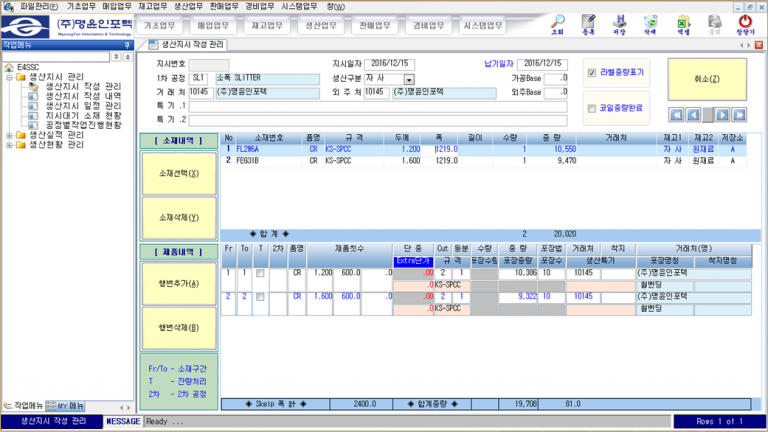 파일관리(F) 기초업무 매입업무 재고업무 생산업무 판매업무 경비업무 시스템업무 창(W)
(주)명윤인포텍
MyeongYun Information & Technology
기초업무 매입업무 재고업무 생산업무 판매업무 경비업무 시스템업무
조회 등록 저장 삭제 엑셀 출력 창닫기
작업메뉴
생산지시 작성 관리
E4SSC
생산지시 관리
생산지시 작성 관리
생산지시 작성 내역
생산지시 일정 관리
지시대기 소재 현황
공정별작업진행현황
생산실적 관리
생산현황 관리
지시번호 지시일자 2016/12/15 납기일자 2016/12/15
1차 공정 SL1 소폭 SLITTER 생산구분 자 사 가공Base .0
거 래 처 10145 (주)명윤인포텍 외 주 처 10145 (주)명윤인포텍 외주Base .0
특 기 .1
특 기 .2
라벨중량표기
코일중량완료
취소(Z)
[ 소재내역 ]
소재선택(X)
소재삭제(Y)
No 소재번호 품명 규 격 두께 폭 길이 수량 중 량 거래처 재고1 재고2 저장소
1 FL2M6A CR KS-SPCC 1.200 1219.0 1 10,550 자 사 원재료 A
2 FE631B CR KS-SPCC 1.600 1219.0 1 9,470 자 사 원재료 A
◈ 합 계 ◈ 2 20,020
[ 제품내역 ]
행번추가(A)
행번삭제(B)
Fr/To - 소재구간
T - 잔량처리
2차 - 2차 공정
Fr To T 2차 품명 제품칫수 단 중 Cut 등분 수량 중 량 포장법 거래처 착지 거래처(명)
Extra단가 규 격 포장수량 포장중량 포장수 생산특기 포장명칭 착지명칭
1 1 CR 1.200 600.0 .0 .00 2 1 10,386 10 10145 (주)명윤인포텍
.0 KS-SPCC 철밴딩
2 2 CR 1.600 600.0 .0 .00 2 1 9,322 10 10145 (주)명윤인포텍
.0 KS-SPCC 철밴딩
◈ Skelp 폭 計 ◈ 2400.0 ◈ 합계중량 ◈ 19,708 81.0
작업메뉴 MY 메뉴
생산지시 작성 관리 MESSAGE Ready ... Rows 1 of 1